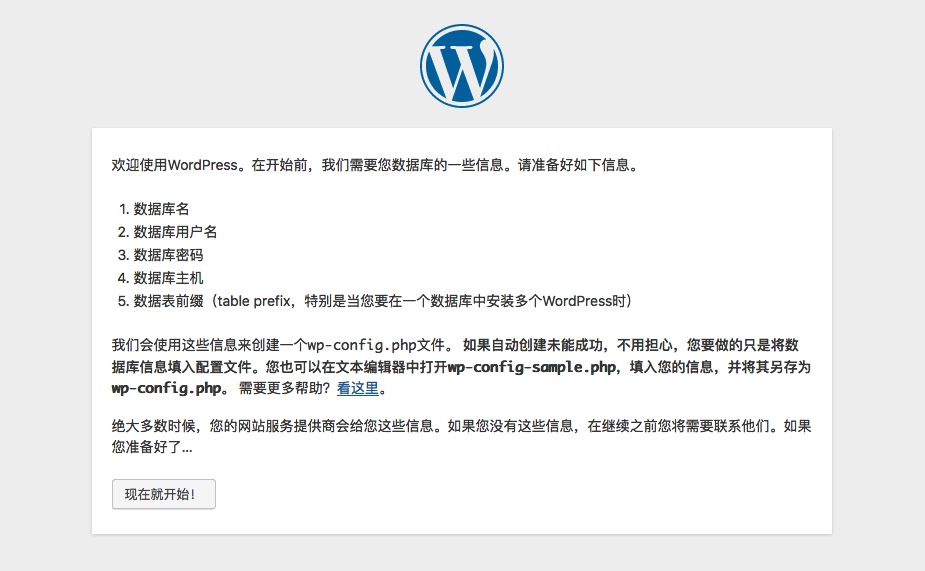 欢迎使用WordPress。在开始前，我们需要您数据库的一些信息。请准备好如下信息。
1. 数据库名
2. 数据库用户名
3. 数据库密码
4. 数据库主机
5. 数据表前缀（table prefix，特别是当您要在一个数据库中安装多个WordPress时）
我们会使用这些信息来创建一个wp-config.php文件。 如果自动创建未能成功，不用担心，您要做的只是将数
据库信息填入配置文件。您也可以在文本编辑器中打开wp-config-sample.php，填入您的信息，并将其另存为
wp-config.php。 需要更多帮助？看这里。
绝大多数时候，您的网站服务提供商会给您这些信息。如果您没有这些信息，在继续之前您将需要联系他们。如果
您准备好了...
现在就开始！